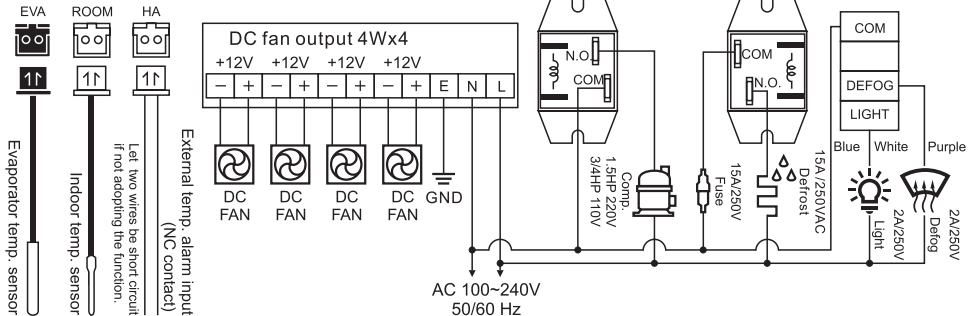 EVA
ROOM
HA
Evaporator temp. sensor
Indoor temp. sensor
External temp. alarm input
(NC contact)
Let two wires be short circuit
if not adopting the function.
DC fan output 4Wx4
+12V +12V +12V +12V
− + − + − + − + E N L
DC
FAN
DC
FAN
DC
FAN
DC
FAN
GND
AC 100~240V
50/60 Hz
N.O.
COM
Comp.
1.5HP 220V
3/4HP 110V
COM
N.O.
Fuse
15A/250V
Defrost
15A /250VAC
COM
DEFOG
LIGHT
Blue
White
Purple
Light
2A/250V
Defog
2A/250V